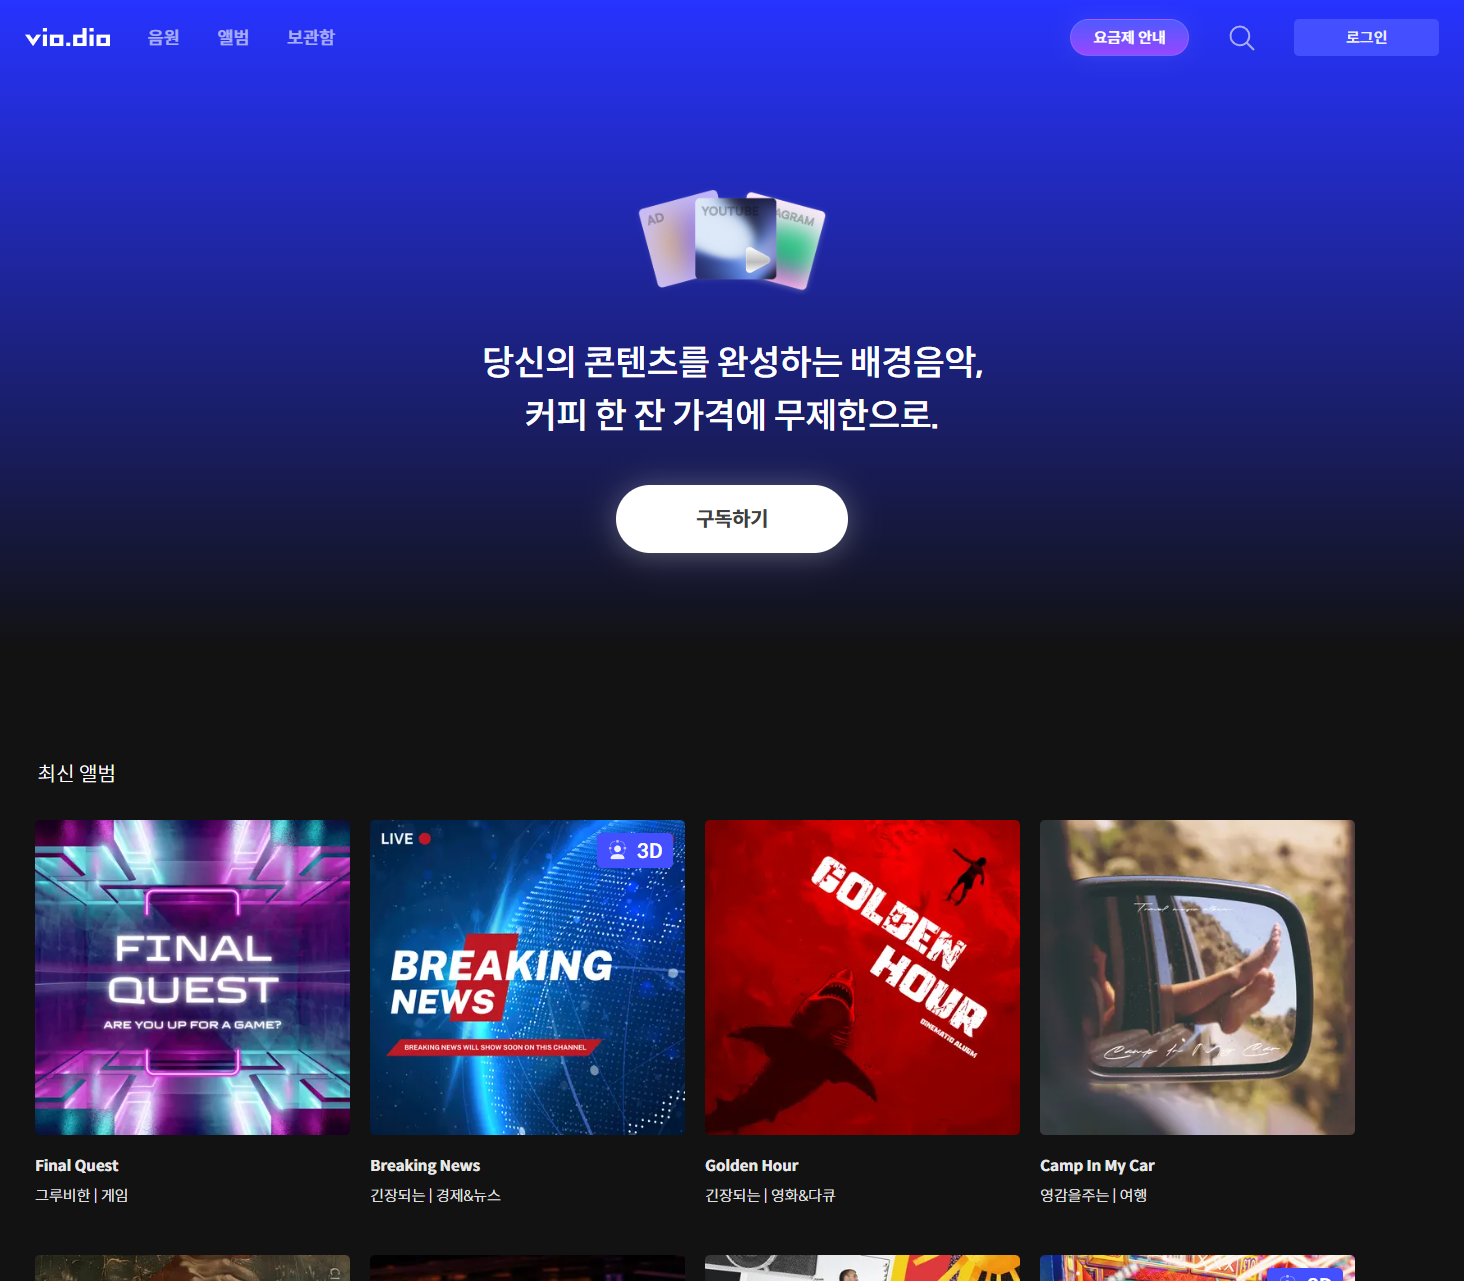 vio.dio 음원 앨범 보관함 요금제 안내 로그인
AD YOUTUBE AGRAM
당신의 콘텐츠를 완성하는 배경음악,
커피 한 잔 가격에 무제한으로.
구독하기
최신 앨범
FINAL
QUEST
ARE YOU UP FOR A GAME?
LIVE
3D
BREAKING
NEWS
BREAKING NEWS WILL SHOW SOON ON THIS CHANNEL
GOLDEN
HOUR
CINEMATIC ALUBM
Travel music album
Camp In My Car
Final Quest
그루비한 | 게임
Breaking News
긴장되는 | 경제&뉴스
Golden Hour
긴장되는 | 영화&다큐
Camp In My Car
영감을주는 | 여행
3D